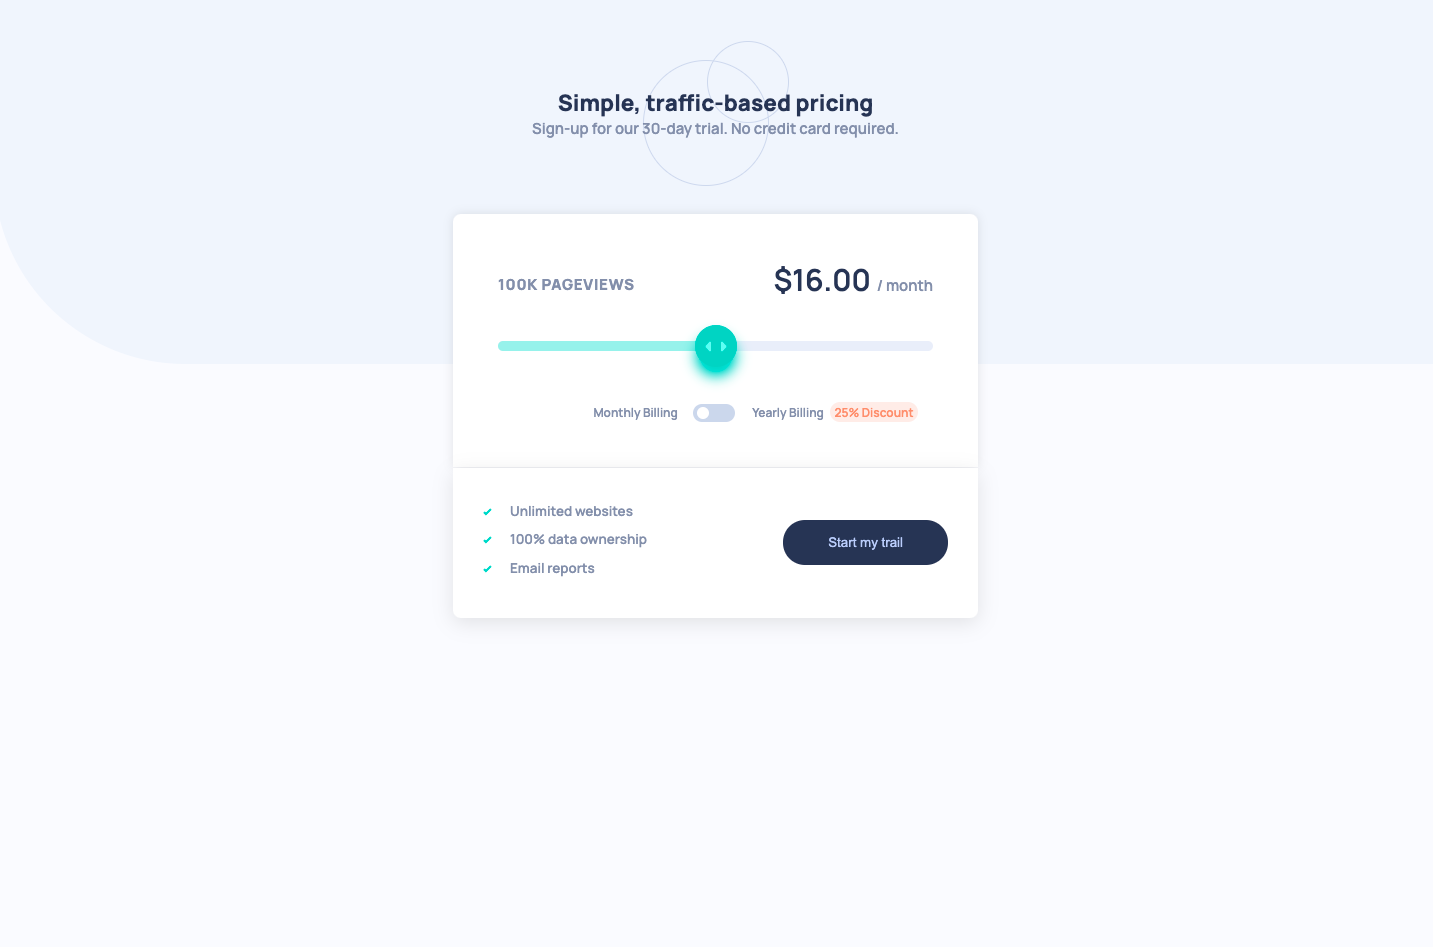 Simple, traffic-based pricing
Sign-up for our 30-day trial. No credit card required.
100K PAGEVIEWS $16.00 / month
Monthly Billing Yearly Billing 25% Discount
Unlimited websites
100% data ownership
Email reports
Start my trail